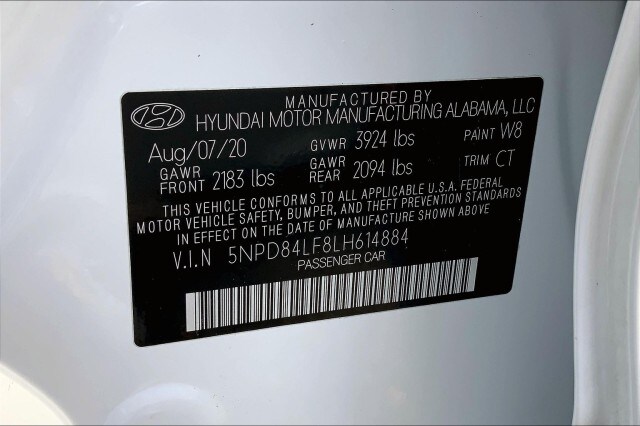 MANUFACTURED BY
HYUNDAI MOTOR MANUFACTURING ALABAMA, LLC
Aug/07/20 GVWR 3924 lbs PAINT W8
GAWR FRONT 2183 lbs GAWR REAR 2094 lbs TRIM CT
THIS VEHICLE CONFORMS TO ALL APPLICABLE U.S.A. FEDERAL
MOTOR VEHICLE SAFETY, BUMPER, AND THEFT PREVENTION STANDARDS
IN EFFECT ON THE DATE OF MANUFACTURE SHOWN ABOVE
V.I.N 5NPD84LF8LH614884
PASSENGER CAR